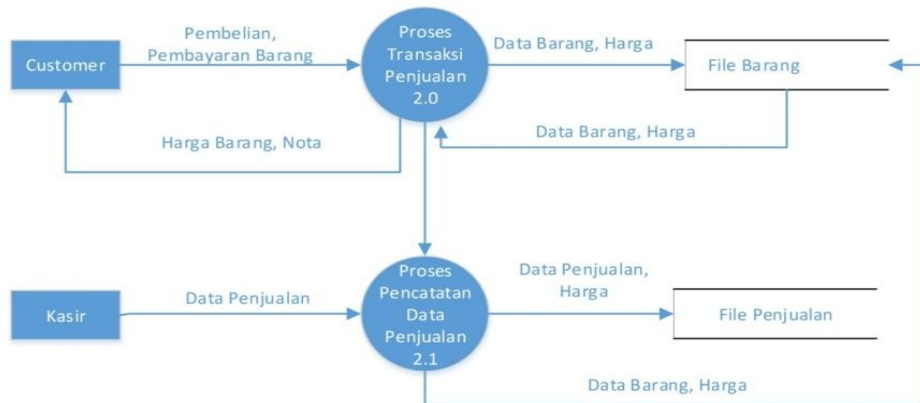 Pembelian,
Pembayaran Barang
Customer
Proses
Transaksi
Penjualan
2.0
Data Barang, Harga
File Barang
Harga Barang, Nota
Data Barang, Harga
Kasir
Data Penjualan
Proses
Pencatatan
Data
Penjualan
2.1
Data Penjualan,
Harga
File Penjualan
Data Barang, Harga